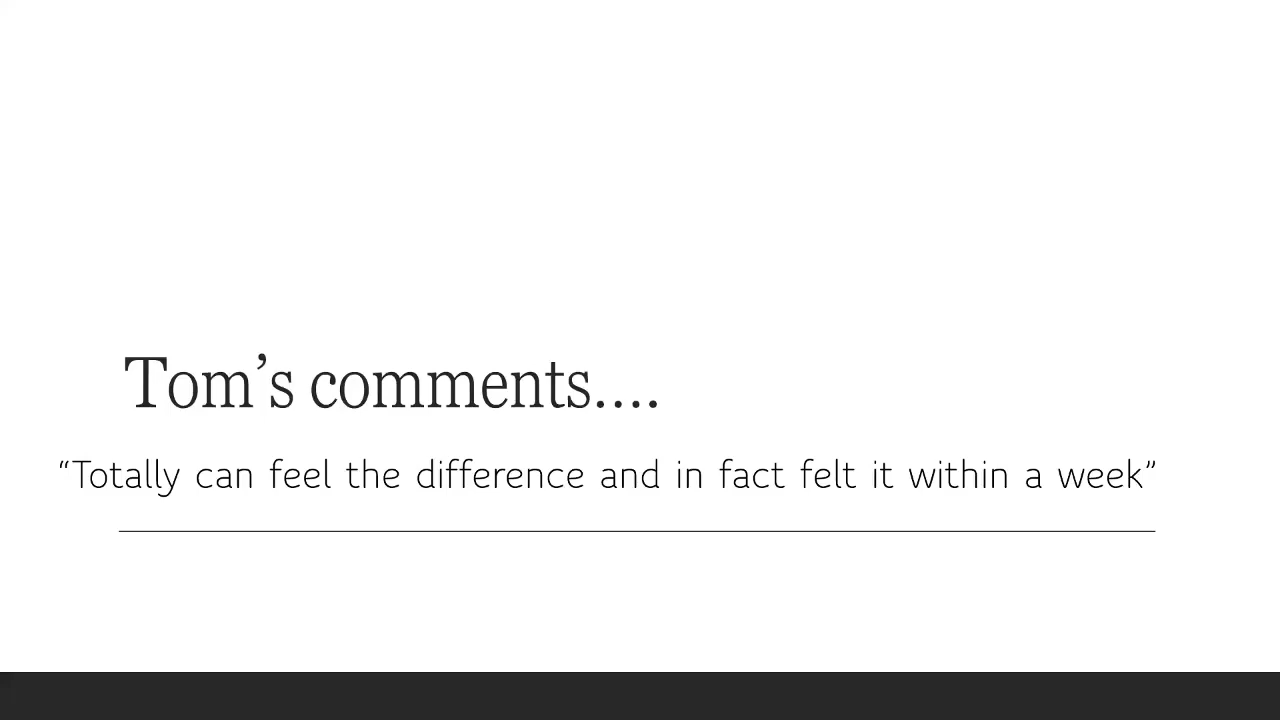 Tom’s comments....
“Totally can feel the difference and in fact felt it within a week”